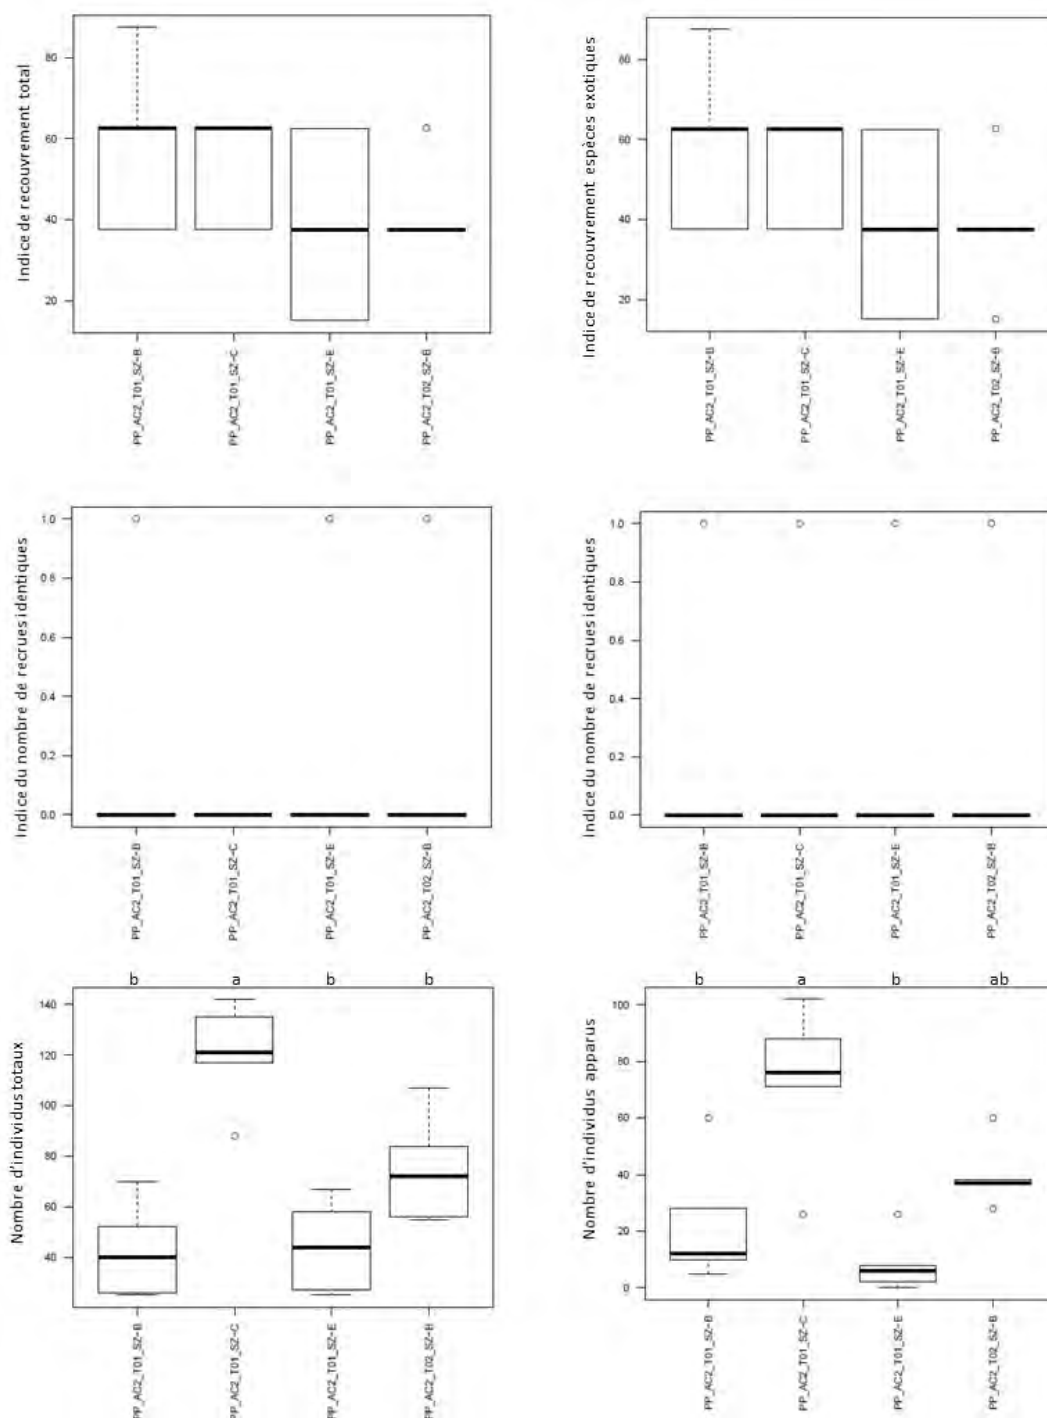 Indice de recouvrement total
80
60
40
20
PP_AC2_T01_SZ-B
PP_AC2_T01_SZ-C
PP_AC2_T01_SZ-E
PP_AC2_T02_SZ-B
Indice de recouvrement espèces exotiques
80
60
40
20
PP_AC2_T01_SZ-B
PP_AC2_T01_SZ-C
PP_AC2_T01_SZ-E
PP_AC2_T02_SZ-B
Indice du nombre de recrues identiques
1.0
0.8
0.6
0.4
0.2
0.0
PP_AC2_T01_SZ-B
PP_AC2_T01_SZ-C
PP_AC2_T01_SZ-E
PP_AC2_T02_SZ-B
Indice du nombre de recrues identiques
1.0
0.8
0.6
0.4
0.2
0.0
PP_AC2_T01_SZ-B
PP_AC2_T01_SZ-C
PP_AC2_T01_SZ-E
PP_AC2_T02_SZ-B
b a b b
Nombre d'individus totaux
140
120
100
80
60
40
PP_AC2_T01_SZ-B
PP_AC2_T01_SZ-C
PP_AC2_T01_SZ-E
PP_AC2_T02_SZ-B
b a b ab
Nombre d'individus apparus
100
80
60
40
20
0
PP_AC2_T01_SZ-B
PP_AC2_T01_SZ-C
PP_AC2_T01_SZ-E
PP_AC2_T02_SZ-B